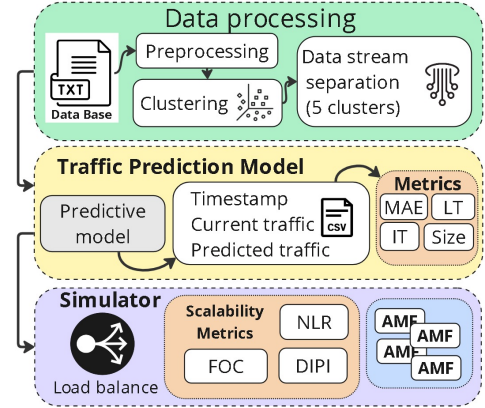 Data processing
TXT
Data Base
Preprocessing
Clustering
Data stream
separation
(5 clusters)
Traffic Prediction Model
Predictive
model
Timestamp
Current traffic
Predicted traffic
CSV
Metrics
MAE
LT
IT
Size
Simulator
Load balance
Scalability
Metrics
NLR
FOC
DIPI
AMF
AMF
AMF
AMF